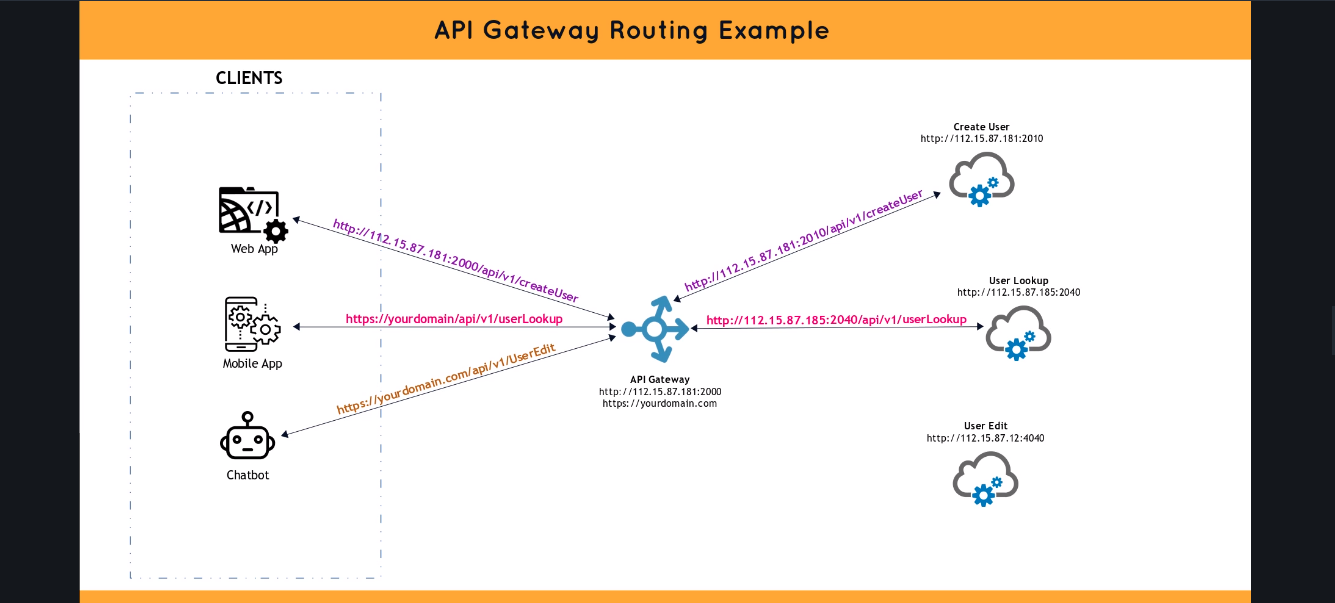 API Gateway Routing Example
CLIENTS
Web App
Mobile App
Chatbot
http://112.15.87.181:2000/api/v1/createUser
https://yourdomain/api/v1/userLookup
https://yourdomain.com/api/v1/UserEdit
API Gateway
http://112.15.87.181:2000
https://yourdomain.com
http://112.15.87.181:2010/api/v1/createUser
http://112.15.87.185:2040/api/v1/userLookup
Create User
http://112.15.87.181:2010
User Lookup
http://112.15.87.185:2040
User Edit
http://112.15.87.12:4040